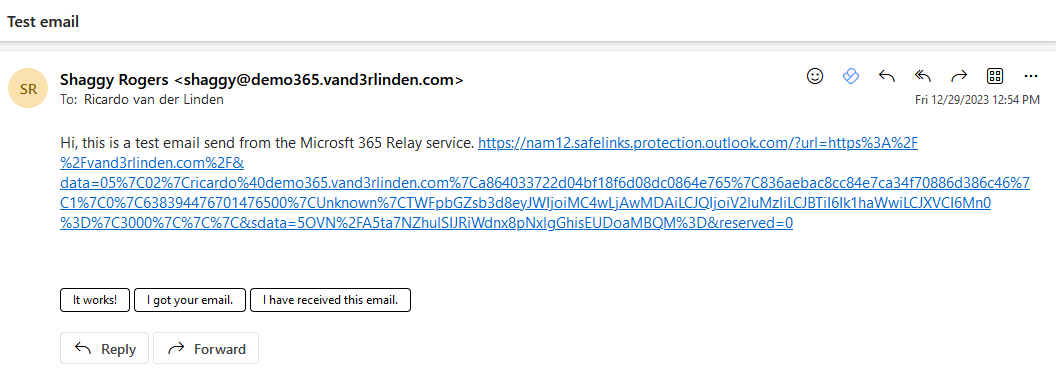 Test email
SR
Shaggy Rogers <shaggy@demo365.vand3rlinden.com>
To: Ricardo van der Linden
Fri 12/29/2023 12:54 PM
Hi, this is a test email send from the Microsft 365 Relay service. https://nam12.safelinks.protection.outlook.com/?url=https%3A%2F
%2Fvand3rlinden.com%2F&
data=05%7C02%7Cricardo%40demo365.vand3rlinden.com%7Ca864033722d04bf18f6d08dc0864e765%7C836aebac8cc84e7ca34f70886d386c46%7
C1%7C0%7C638394476701476500%7CUnknown%7CTWFpbGZsb3d8eyJWIjoiMC4wLjAwMDAiLCJQIjoiV2luMzIiLCJBTiI6Ik1haWwiLCJXVCI6Mn0
%3D%7C3000%7C%7C%7C&sdata=5OVN%2FA5ta7NZhulSIJRiWdnx8pNxlgGhisEUDoaMBQM%3D&reserved=0
It works!
I got your email.
I have received this email.
Reply
Forward